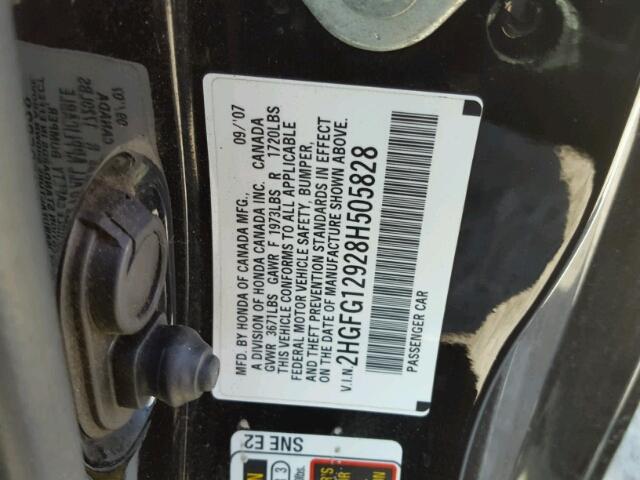 MFD. BY HONDA OF CANADA MFG., 09/'07
A DIVISION OF HONDA CANADA INC. CANADA
GVWR 3671LBS GAWR F 1973LBS R 1720LBS
THIS VEHICLE CONFORMS TO ALL APPLICABLE
FEDERAL MOTOR VEHICLE SAFETY, BUMPER,
AND THEFT PREVENTION STANDARDS IN EFFECT
ON THE DATE OF MANUFACTURE SHOWN ABOVE.
V.I.N. 2HGFG12928H505828
PASSENGER CAR
SNE E2